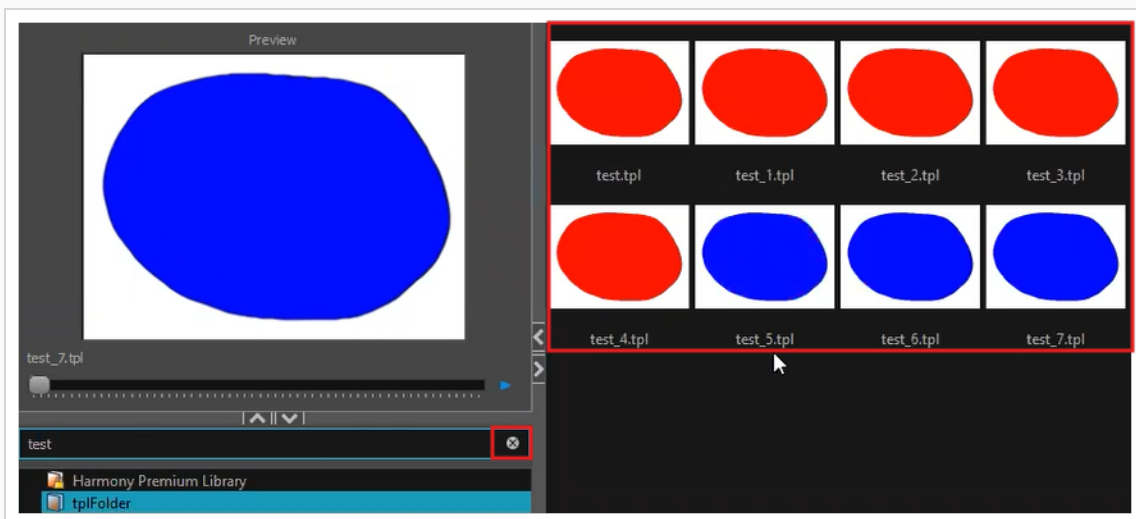 Preview
test.tpl test_1.tpl test_2.tpl test_3.tpl
test_4.tpl test_5.tpl test_6.tpl test_7.tpl
test_7.tpl
test
Harmony Premium Library
tplFolder